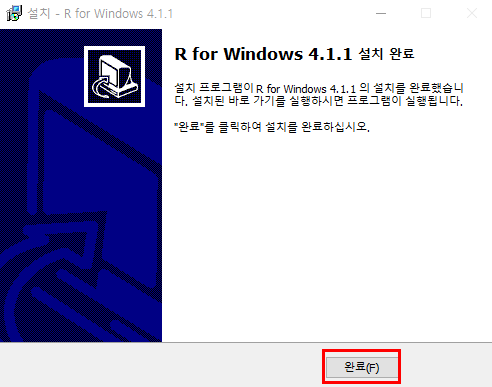 설치 - R for Windows 4.1.1
R for Windows 4.1.1 설치 완료
설치 프로그램이 R for Windows 4.1.1 의 설치를 완료했습니
다. 설치된 바로 가기를 실행하시면 프로그램이 실행됩니다.
"완료"를 클릭하여 설치를 완료하십시오.
완료(F)